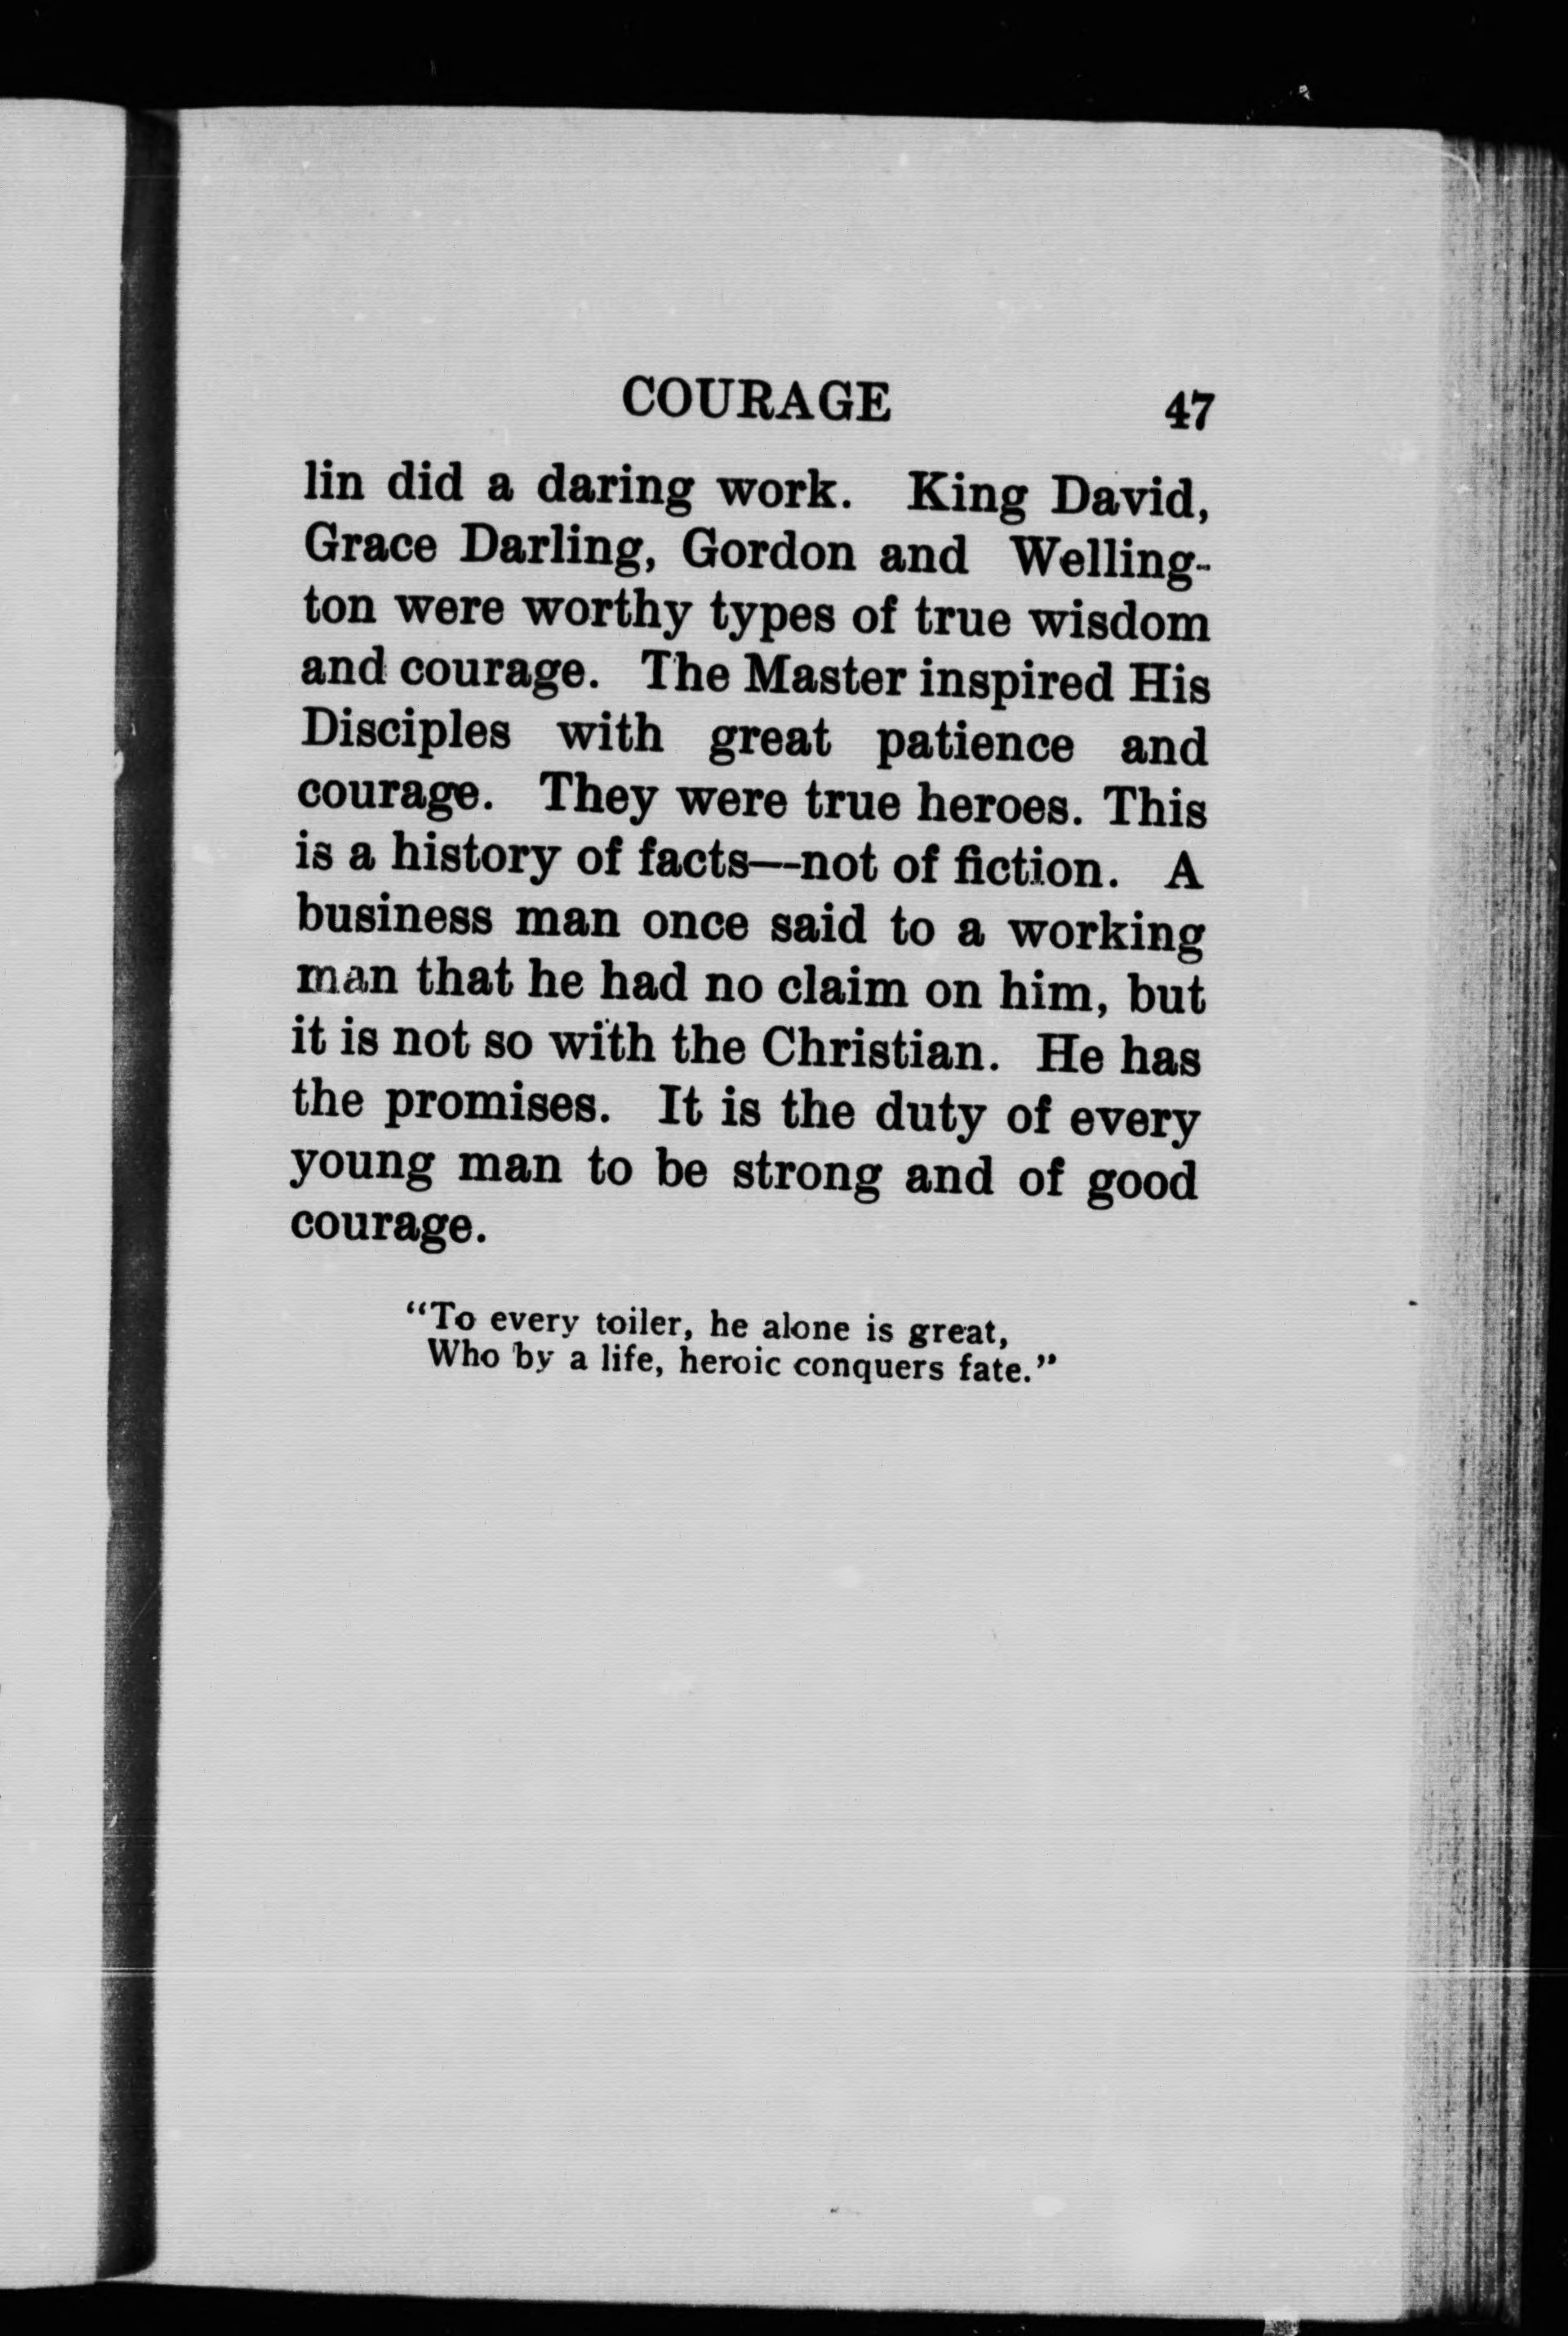 COURAGE 47
lin did a daring work. King David,
Grace Darling, Gordon and Welling-
ton were worthy types of true wisdom
and courage. The Master inspired His
Disciples with great patience and
courage. They were true heroes. This
is a history of facts—not of fiction. A
business man once said to a working
man that he had no claim on him, but
it is not so with the Christian. He has
the promises. It is the duty of every
young man to be strong and of good
courage.
“To every toiler, he alone is great,
Who by a life, heroic conquers fate.”